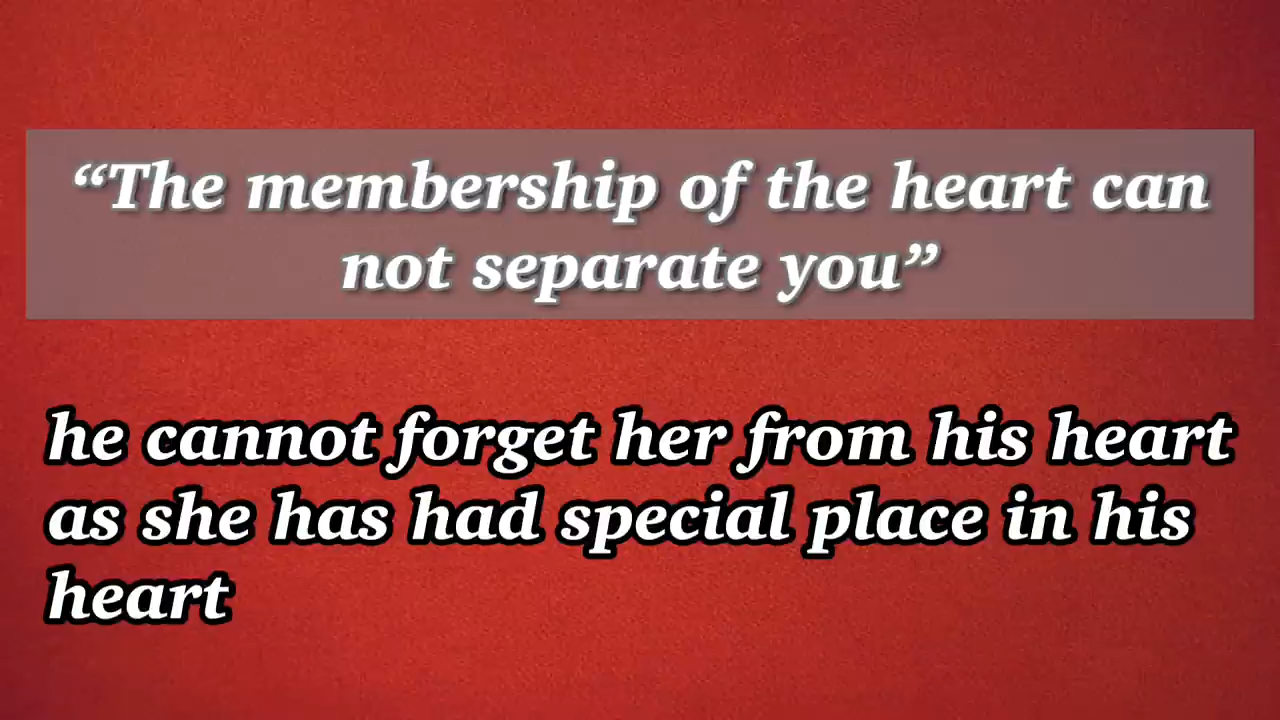 “The membership of the heart can
not separate you”
he cannot forget her from his heart
as she has had special place in his
heart